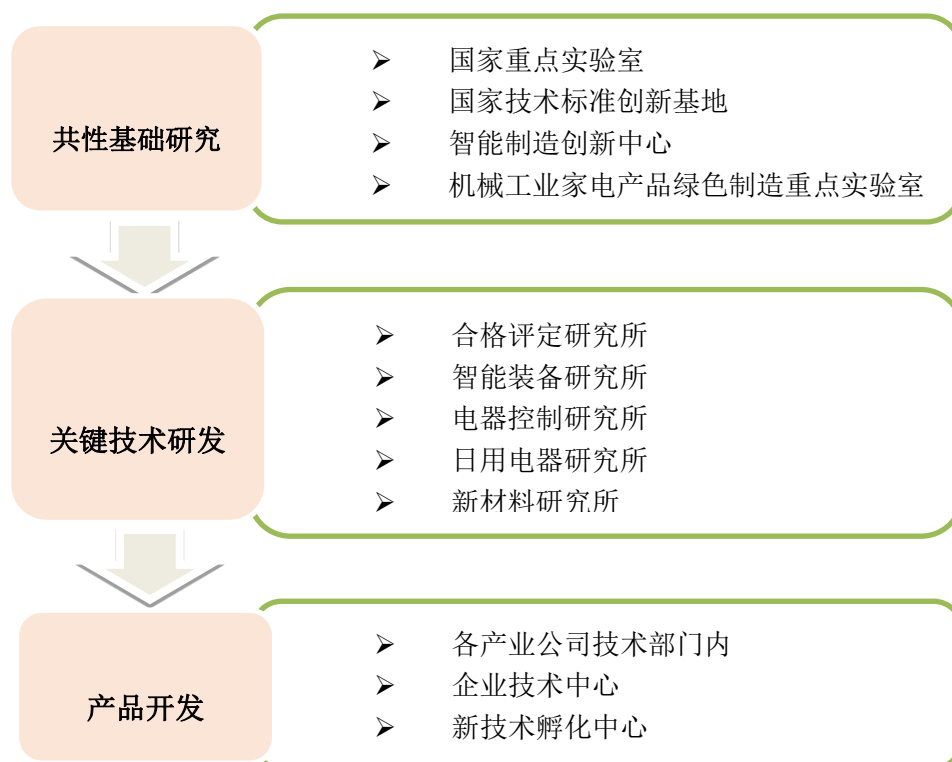 共性基础研究
➢ 国家重点实验室
➢ 国家技术标准创新基地
➢ 智能制造创新中心
➢ 机械工业家电产品绿色制造重点实验室
关键技术研发
➢ 合格评定研究所
➢ 智能装备研究所
➢ 电器控制研究所
➢ 日用电器研究所
➢ 新材料研究所
产品开发
➢ 各产业公司技术部门内
➢ 企业技术中心
➢ 新技术孵化中心